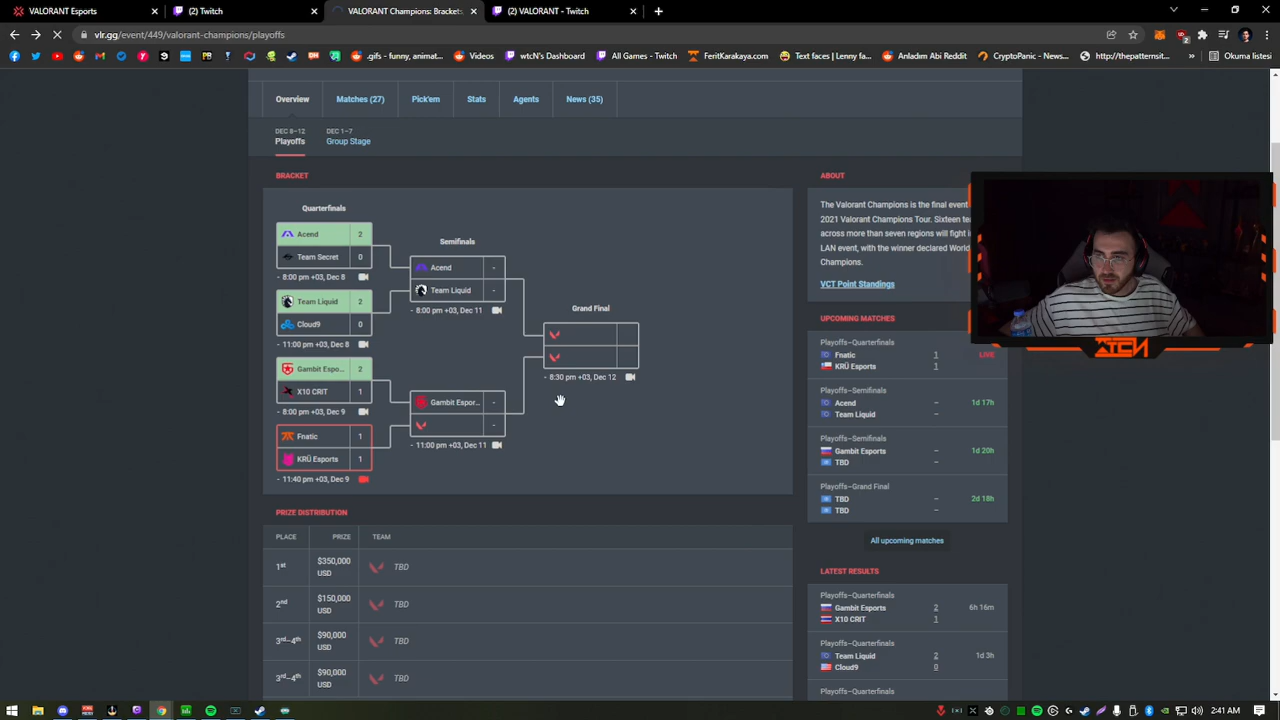 VALORANT Esports
(2) Twitch
VALORANT Champions Bracket
(2) VALORANT - Twitch
vlr.gg/event/449/valorant-champions/playoffs
.gifs - funny, animat...
Reddit
Videos
wtcN's Dashboard
All Games - Twitch
FeritKarakaya.com
Text faces | Lenny fa...
Anladim Abi Reddit
CryptoPanic - News...
http://thepatternsit...
»
Okuma listesi
Overview
Matches (27)
Pick'em
Stats
Agents
News (35)
DEC 8–12
Playoffs
DEC 1–7
Group Stage
BRACKET
Quarterfinals
Acend 2
Team Secret 0
- 8:00 pm +03, Dec 8
Team Liquid 2
Cloud9 0
- 11:00 pm +03, Dec 8
Gambit Espo... 2
X10 CRIT 1
- 8:00 pm +03, Dec 9
Fnatic 1
KRÜ Esports 1
- 11:40 pm +03, Dec 9
Semifinals
Acend -
Team Liquid -
- 8:00 pm +03, Dec 11
Gambit Espor... -
-
- 11:00 pm +03, Dec 11
Grand Final
- 8:30 pm +03, Dec 12
PRIZE DISTRIBUTION
PLACE PRIZE TEAM
1st $350,000 USD TBD
2nd $150,000 USD TBD
3rd–4th $90,000 USD TBD
3rd–4th $90,000 USD TBD
ABOUT
The Valorant Champions is the final event
2021 Valorant Champions Tour. Sixteen te
across more than seven regions will fight i
LAN event, with the winner declared World
Champions.
VCT Point Standings
UPCOMING MATCHES
Playoffs–Quarterfinals
Fnatic 1 LIVE
KRÜ Esports 1
Playoffs–Semifinals
Acend – 1d 17h
Team Liquid –
Playoffs–Semifinals
Gambit Esports – 1d 20h
TBD –
Playoffs–Grand Final
TBD – 2d 18h
TBD –
All upcoming matches
LATEST RESULTS
Playoffs–Quarterfinals
Gambit Esports 2 6h 16m
X10 CRIT 1
Playoffs–Quarterfinals
Team Liquid 2 1d 3h
Cloud9 0
Playoffs–Quarterfinals
2:41 AM